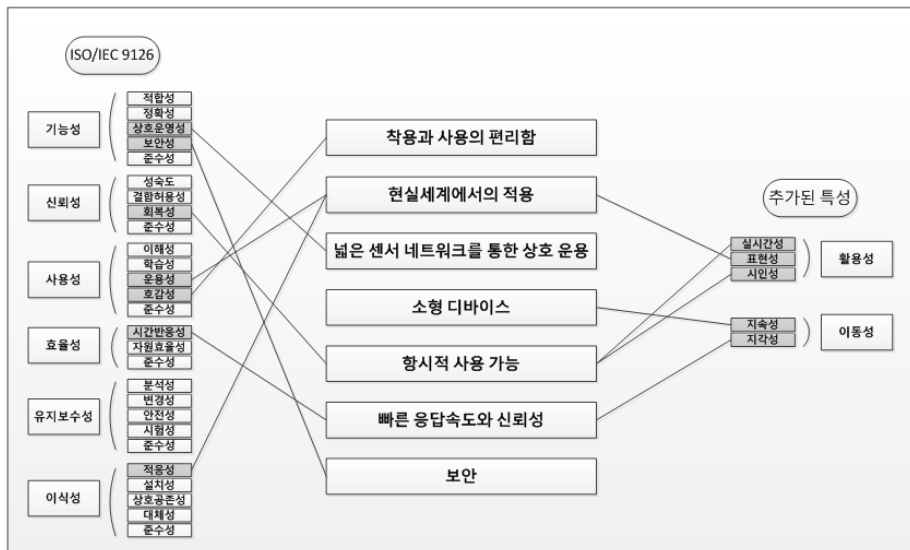 ISO/IEC 9126
기능성
적합성
정확성
상호운영성
보안성
준수성
신뢰성
성숙도
결함허용성
회복성
준수성
사용성
이해성
학습성
운용성
호감성
준수성
효율성
시간반응성
자원효율성
준수성
유지보수성
분석성
변경성
안전성
시험성
준수성
이식성
적응성
설치성
상호공존성
대체성
준수성
착용과 사용의 편리함
현실세계에서의 적용
넓은 센서 네트워크를 통한 상호 운용
소형 디바이스
항시적 사용 가능
빠른 응답속도와 신뢰성
보안
추가된 특성
실시간성
표현성
시인성
활용성
지속성
지각성
이동성